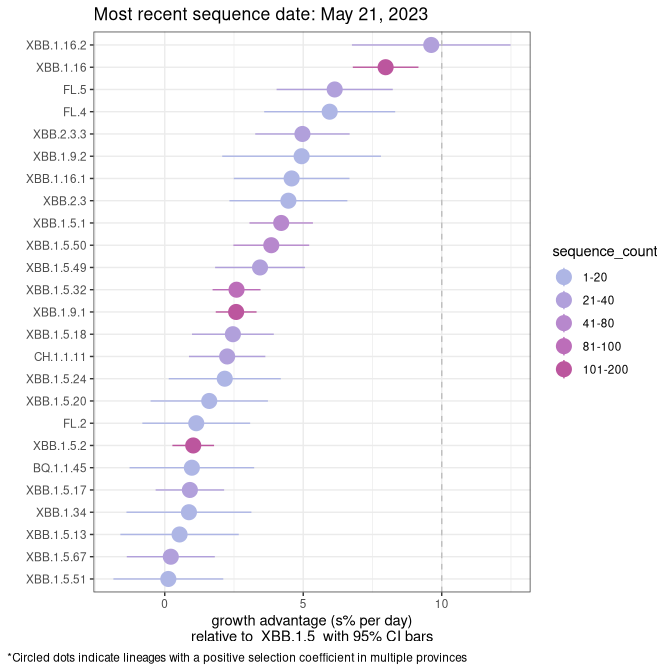 Most recent sequence date: May 21, 2023
XBB.1.16.2
XBB.1.16
FL.5
FL.4
XBB.2.3.3
XBB.1.9.2
XBB.1.16.1
XBB.2.3
XBB.1.5.1
XBB.1.5.50
XBB.1.5.49
XBB.1.5.32
XBB.1.9.1
XBB.1.5.18
CH.1.1.11
XBB.1.5.24
XBB.1.5.20
FL.2
XBB.1.5.2
BQ.1.1.45
XBB.1.5.17
XBB.1.34
XBB.1.5.13
XBB.1.5.67
XBB.1.5.51
0 5 10
growth advantage (s% per day)
relative to XBB.1.5 with 95% CI bars
sequence_count
1-20
21-40
41-80
81-100
101-200
*Circled dots indicate lineages with a positive selection coefficient in multiple provinces